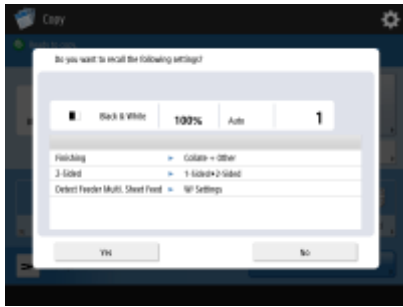 Copy
Do you want to recall the following settings?
Black & White 100% Auto 1
Finishing ► Collate + Other
2-Sided ► 1-Sided►2-Sided
Detect Feeder Multi. Sheet Feed ► W/ Settings
Yes No